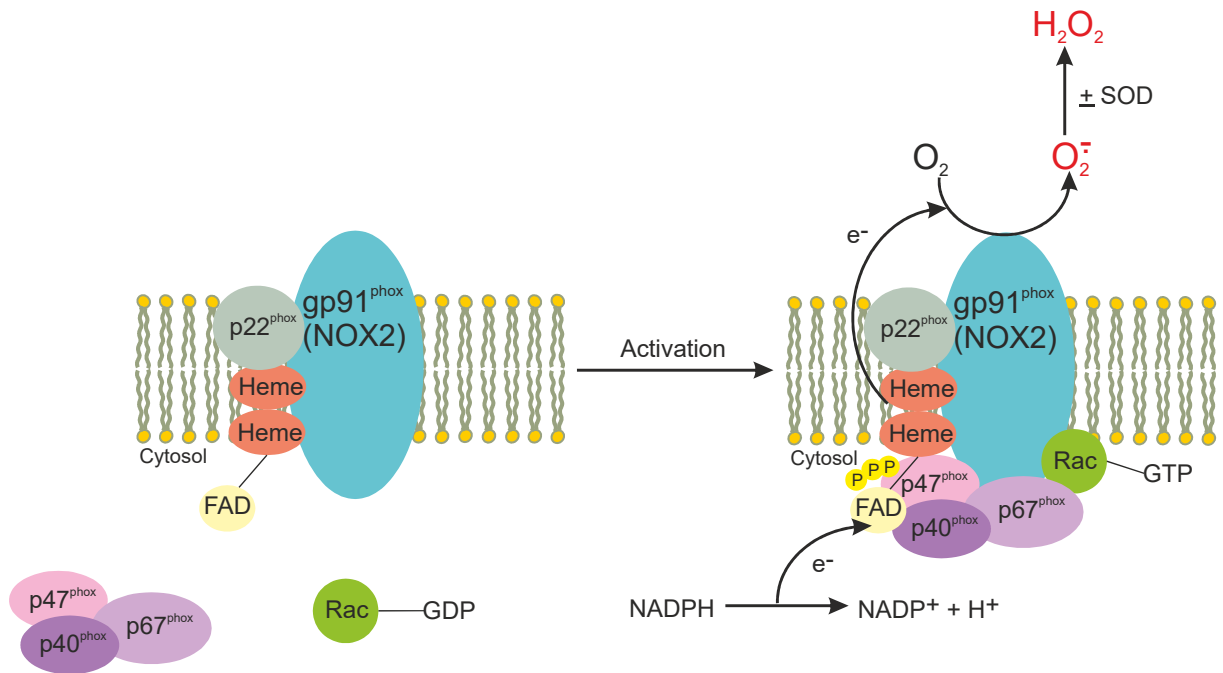 H₂O₂
± SOD
O₂
O₂⁻̇
e⁻
p22ᵖʰᵒˣ
gp91ᵖʰᵒˣ
(NOX2)
Heme
Heme
Cytosol
FAD
p47ᵖʰᵒˣ
p40ᵖʰᵒˣ
p67ᵖʰᵒˣ
Rac
GDP
Activation
p22ᵖʰᵒˣ
gp91ᵖʰᵒˣ
(NOX2)
Heme
Heme
Cytosol
P P P
FAD
p47ᵖʰᵒˣ
p40ᵖʰᵒˣ
p67ᵖʰᵒˣ
Rac
GTP
e⁻
NADPH
NADP⁺ + H⁺